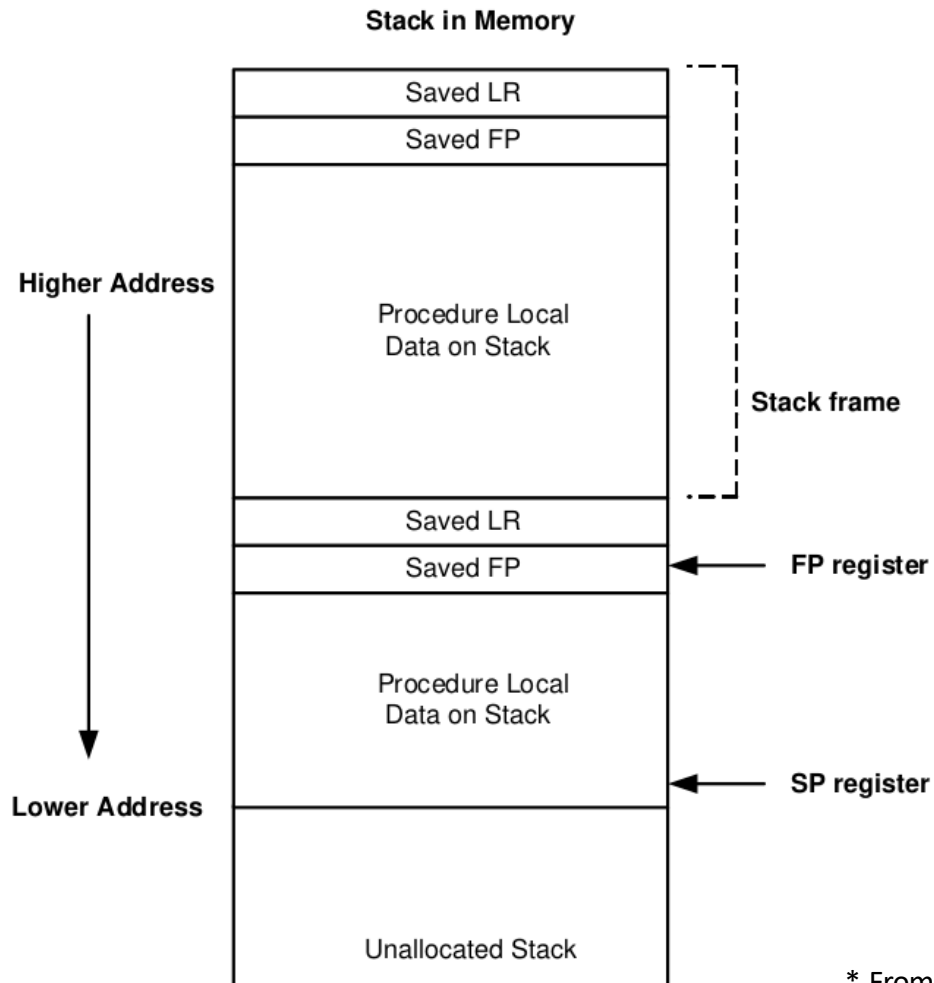 Stack in Memory
Saved LR
Saved FP
Higher Address
Procedure Local
Data on Stack
Stack frame
Saved LR
Saved FP
FP register
Procedure Local
Data on Stack
SP register
Lower Address
Unallocated Stack
* From